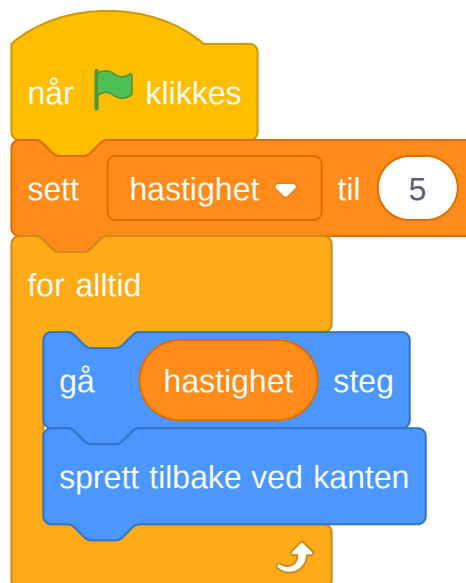 når klikkes
sett hastighet til 5
for alltid
gå hastighet steg
sprett tilbake ved kanten